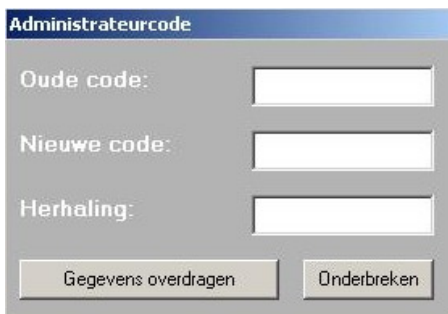 Administrateurcode
Oude code:
Nieuwe code:
Herhaling:
Gegevens overdragen Onderbreken